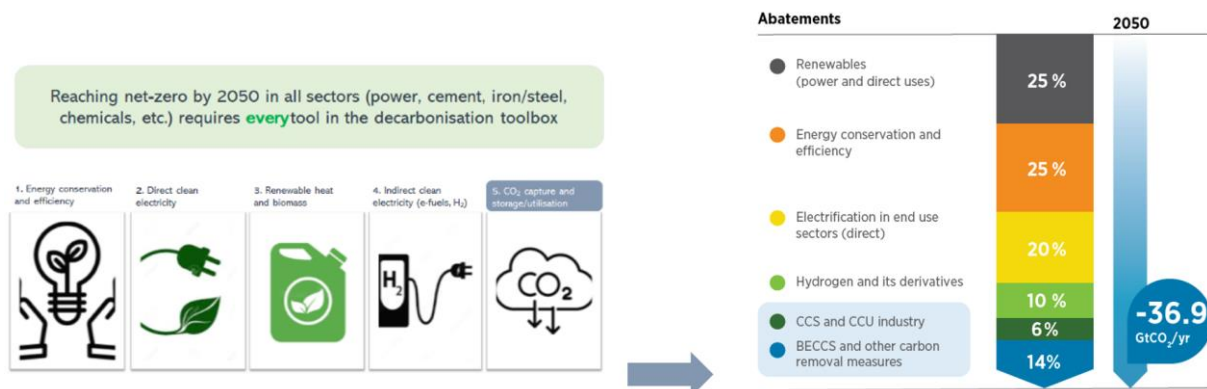 Reaching net-zero by 2050 in all sectors (power, cement, iron/steel,
chemicals, etc.) requires everytool in the decarbonisation toolbox
1. Energy conservation
and efficiency
2. Direct clean
electricity
3. Renewable heat
and biomass
4. Indirect clean
electricity (e-fuels, H₂)
5. CO₂ capture and
storage/utilisation
H₂
CO₂
Abatements
2050
Renewables
(power and direct uses)
25 %
Energy conservation and
efficiency
25 %
Electrification in end use
sectors (direct)
20%
Hydrogen and its derivatives
10 %
CCS and CCU industry
6%
BECCS and other carbon
removal measures
14%
-36.9
GtCO₂/yr